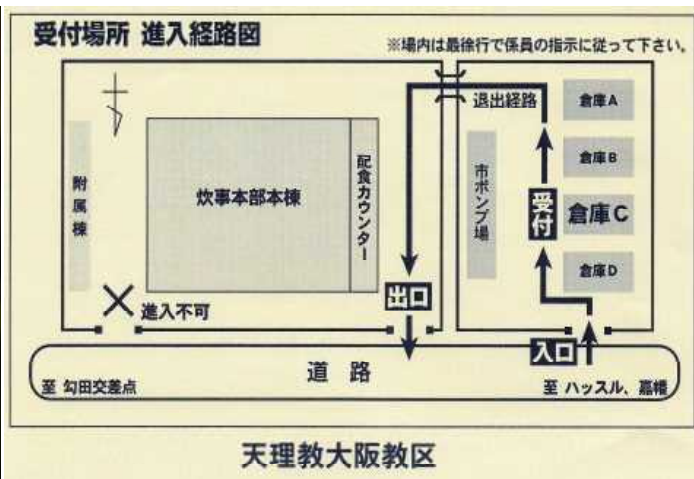 受付場所 進入経路図
※場内は最徐行で係員の指示に従って下さい。
退出経路
倉庫A
倉庫B
倉庫C
倉庫D
受付
市ポンプ場
配食カウンター
炊事本部本棟
附属棟
進入不可
出口
入口
道 路
至 勾田交差点
至 ハッスル、嘉幡
天理教大阪教区